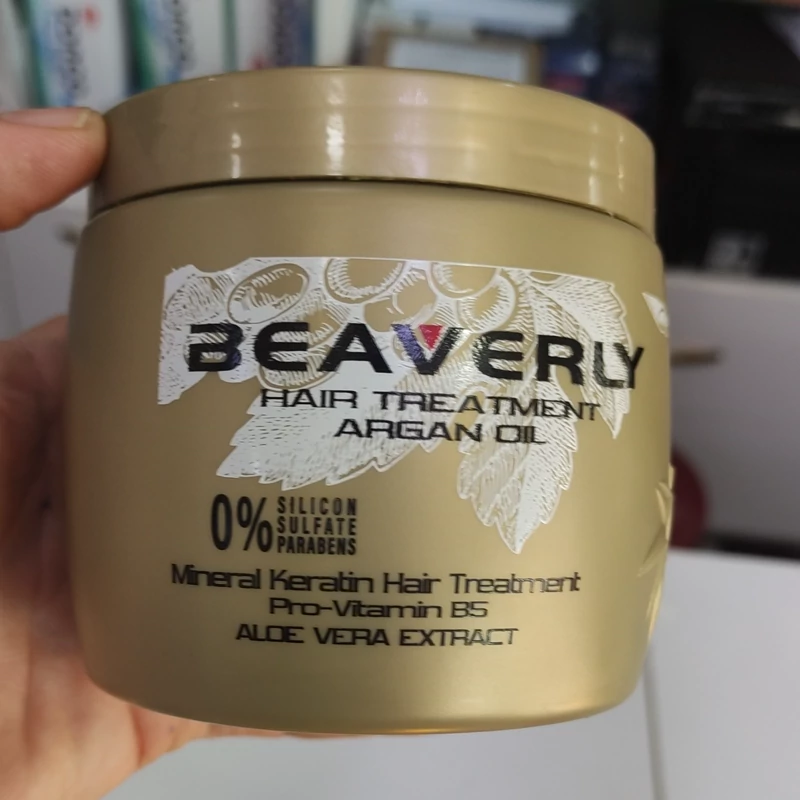 BEAVERLY
HAIR TREATMENT
ARGAN OIL
0% SILICON
SULFATE
PARABENS
Mineral Keratin Hair Treatment
Pro-Vitamin B5
ALOE VERA EXTRACT